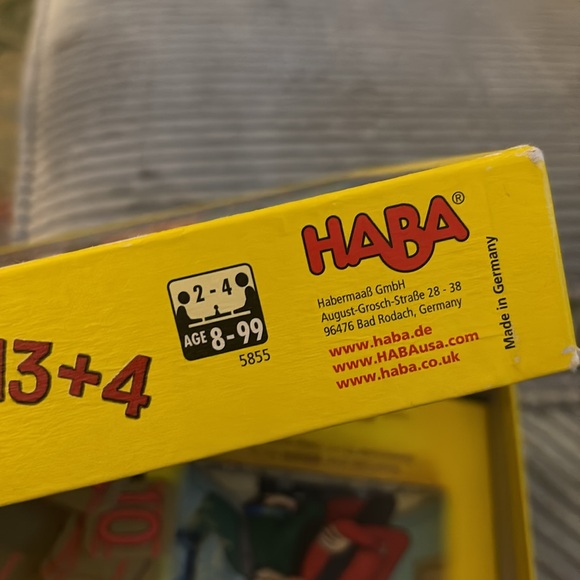 13+4
2-4
AGE 8-99
5855
HABA®
Habermaaß GmbH
August-Grosch-Straße 28 - 38
96476 Bad Rodach, Germany
www.haba.de
www.HABAusa.com
www.haba.co.uk
Made in Germany
10